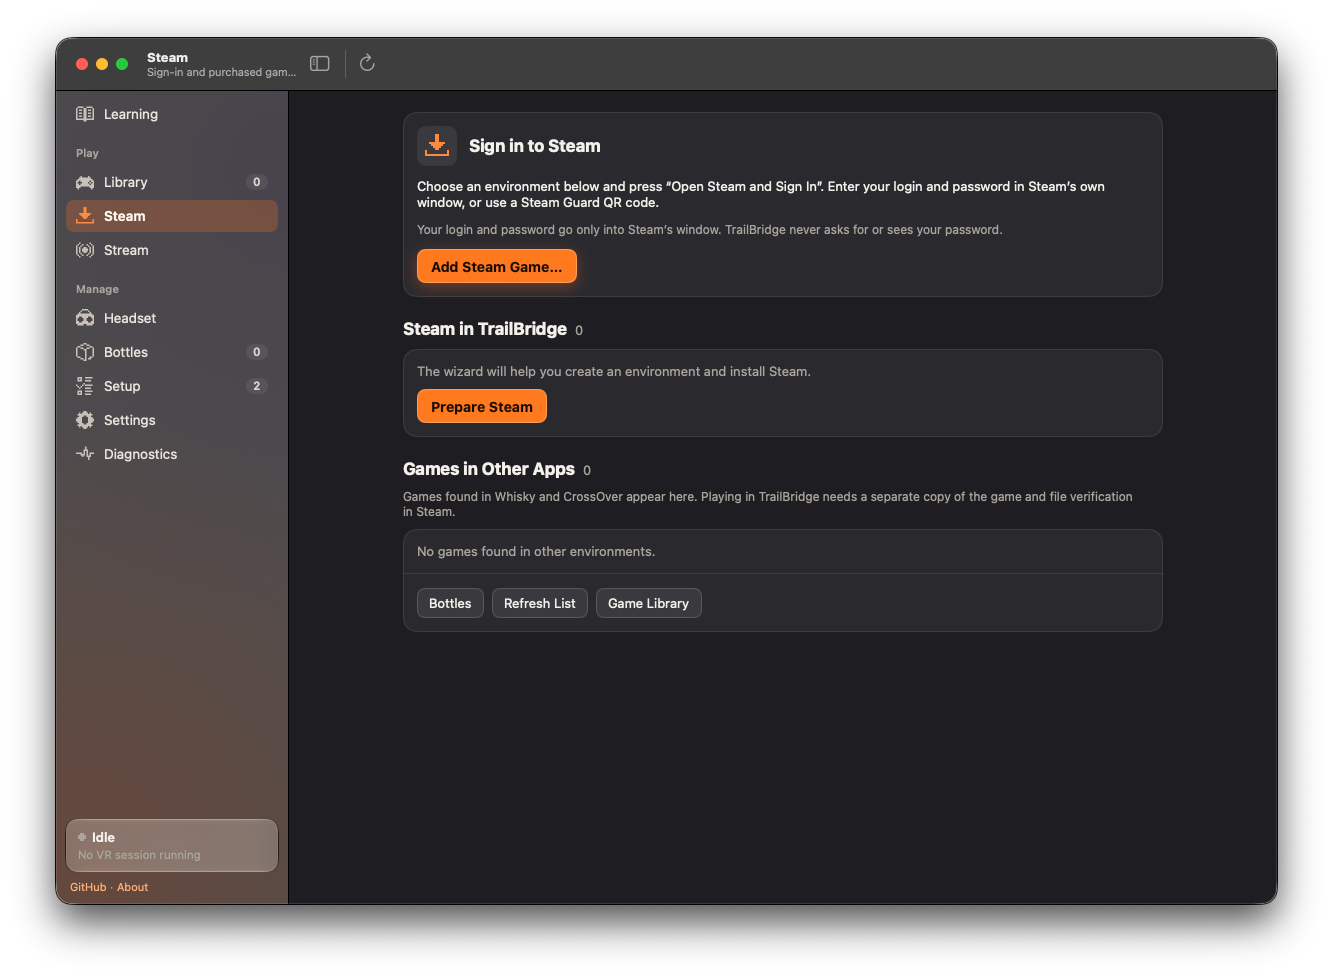 Steam
Sign-in and purchased gam...
Learning
Play
Library 0
Steam
Stream
Manage
Headset
Bottles 0
Setup 2
Settings
Diagnostics
Idle
No VR session running
GitHub · About
Sign in to Steam
Choose an environment below and press “Open Steam and Sign In”. Enter your login and password in Steam’s own
window, or use a Steam Guard QR code.
Your login and password go only into Steam’s window. TrailBridge never asks for or sees your password.
Add Steam Game...
Steam in TrailBridge 0
The wizard will help you create an environment and install Steam.
Prepare Steam
Games in Other Apps 0
Games found in Whisky and CrossOver appear here. Playing in TrailBridge needs a separate copy of the game and file verification
in Steam.
No games found in other environments.
Bottles Refresh List Game Library